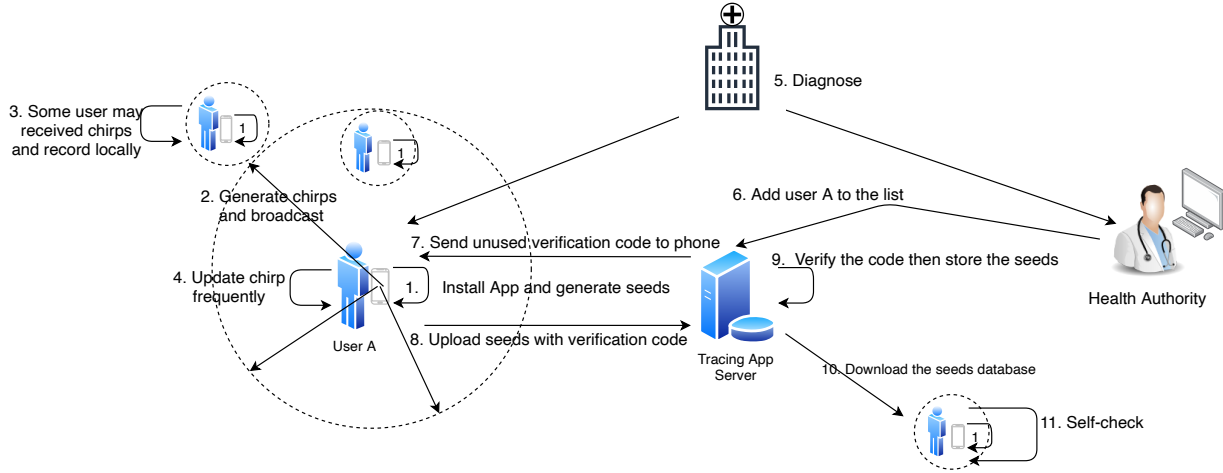 5. Diagnose
3. Some user may
received chirps
and record locally
1
1
2. Generate chirps
and broadcast
6. Add user A to the list
7. Send unused verification code to phone
9. Verify the code then store the seeds
4. Update chirp
frequently
1.
Install App and generate seeds
Health Authority
User A
8. Upload seeds with verification code
Tracing App
Server
10. Download the seeds database
1
11. Self-check